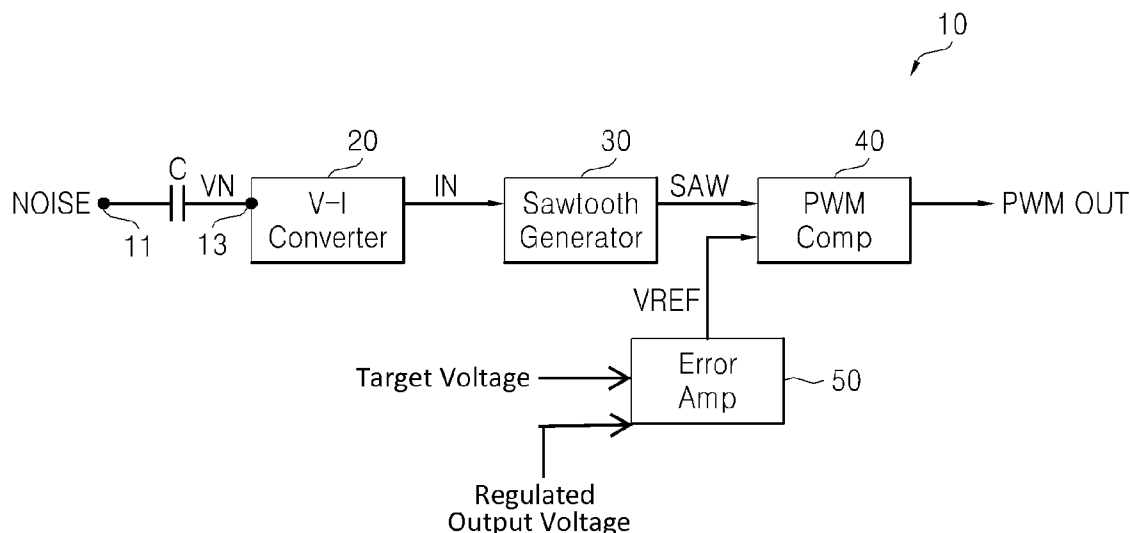 10
20
30
40
C
VN
IN
SAW
NOISE
V-I
Converter
Sawtooth
Generator
PWM
Comp
PWM OUT
11
13
VREF
Target Voltage
Error
Amp
50
Regulated
Output Voltage